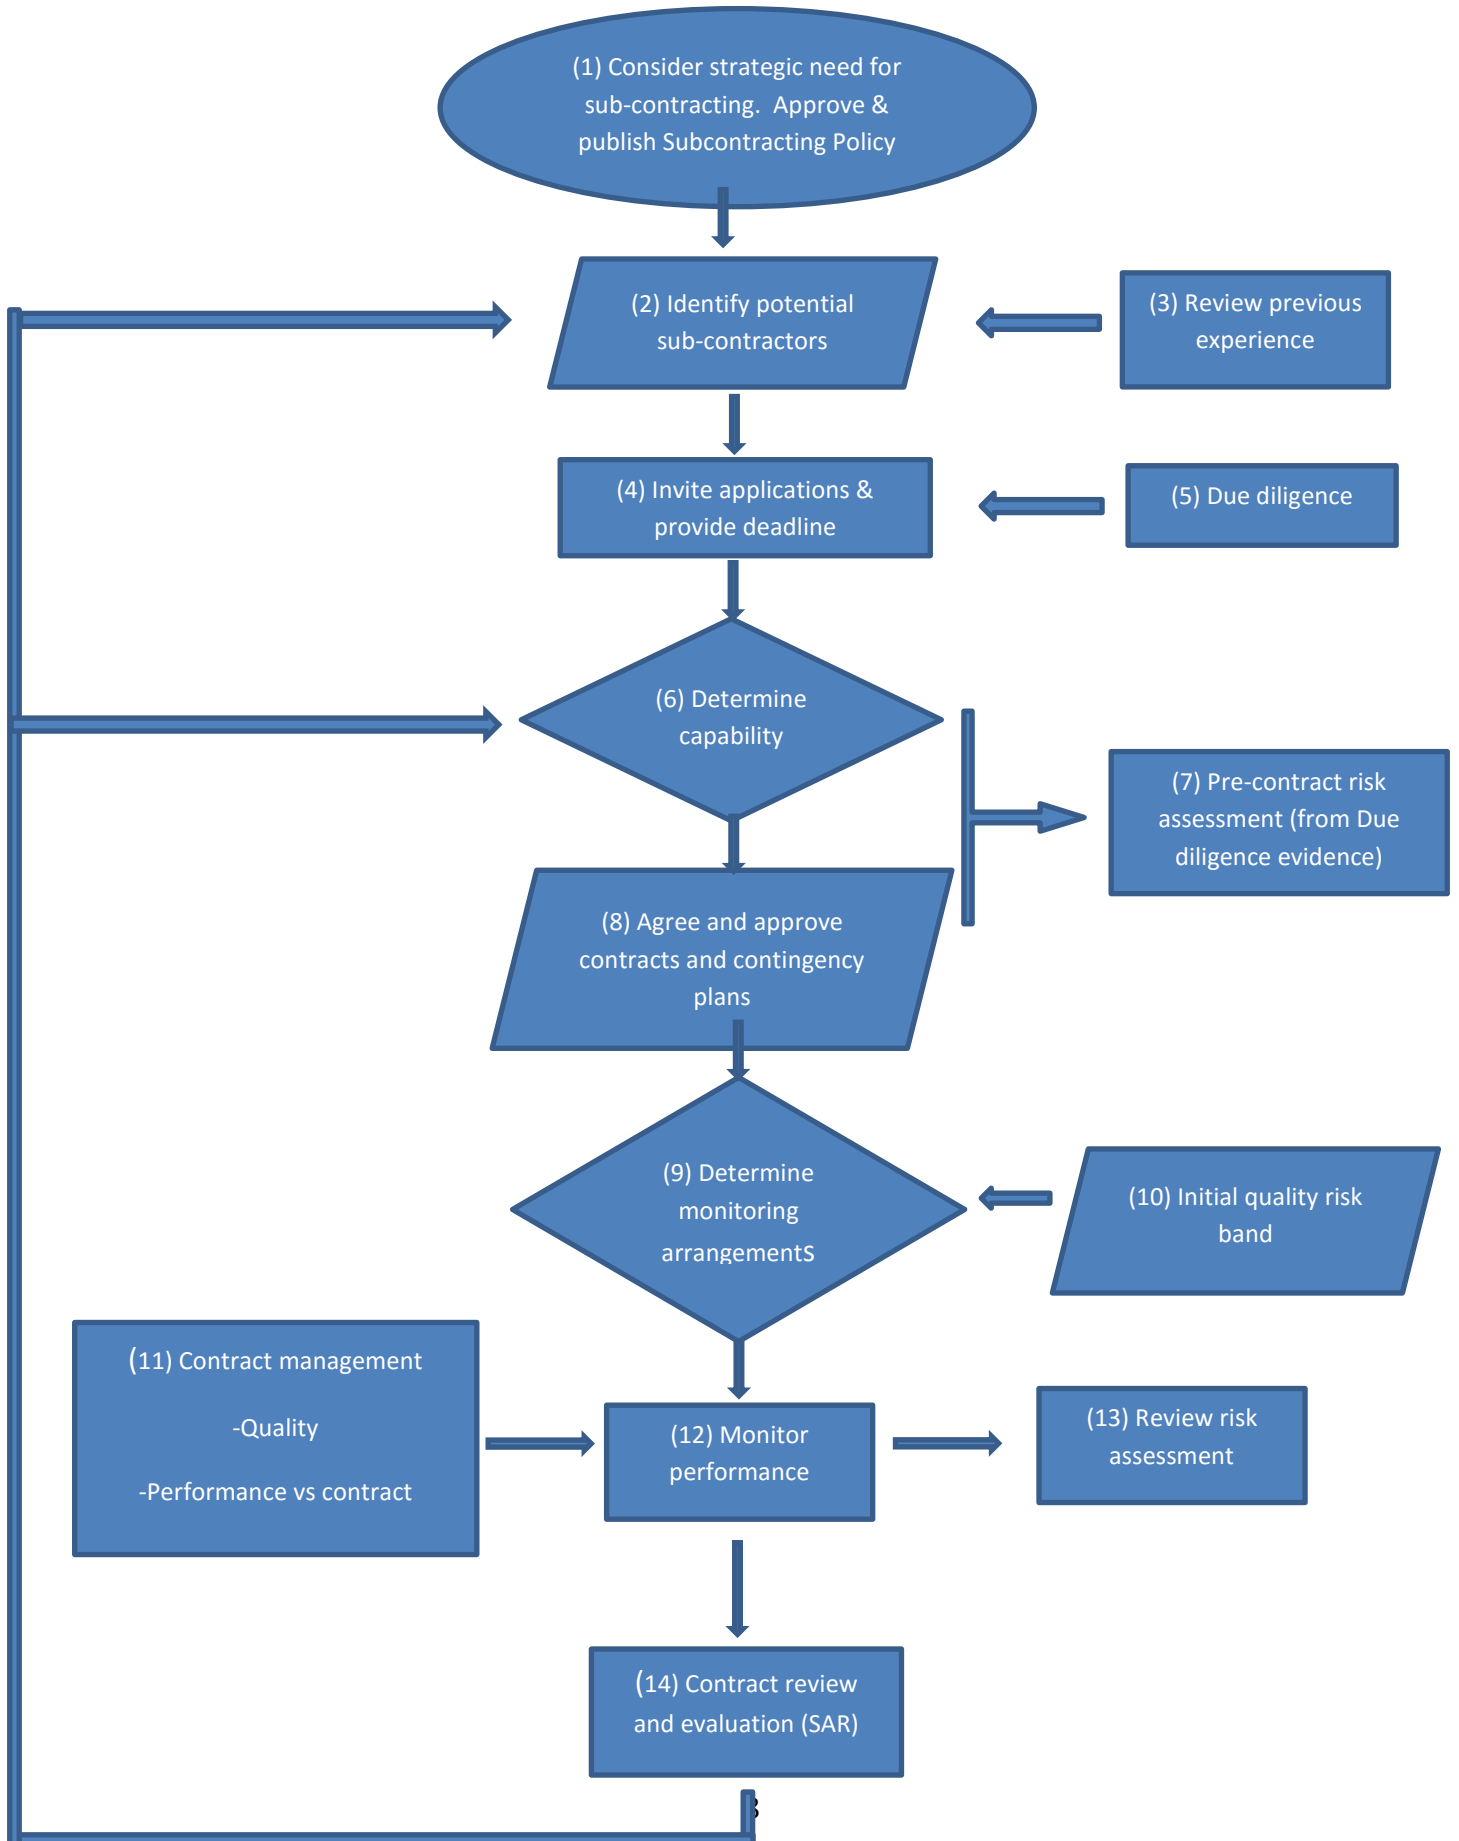 (1) Consider strategic need for
sub-contracting.  Approve &
publish Subcontracting Policy
(2) Identify potential
sub-contractors
(3) Review previous
experience
(4) Invite applications &
provide deadline
(5) Due diligence
(6) Determine
capability
(7) Pre-contract risk
assessment (from Due
diligence evidence)
(8) Agree and approve
contracts and contingency
plans
(9) Determine
monitoring
arrangements
(10) Initial quality risk
band
(11) Contract management
-Quality
-Performance vs contract
(12) Monitor
performance
(13) Review risk
assessment
(14) Contract review
and evaluation (SAR)